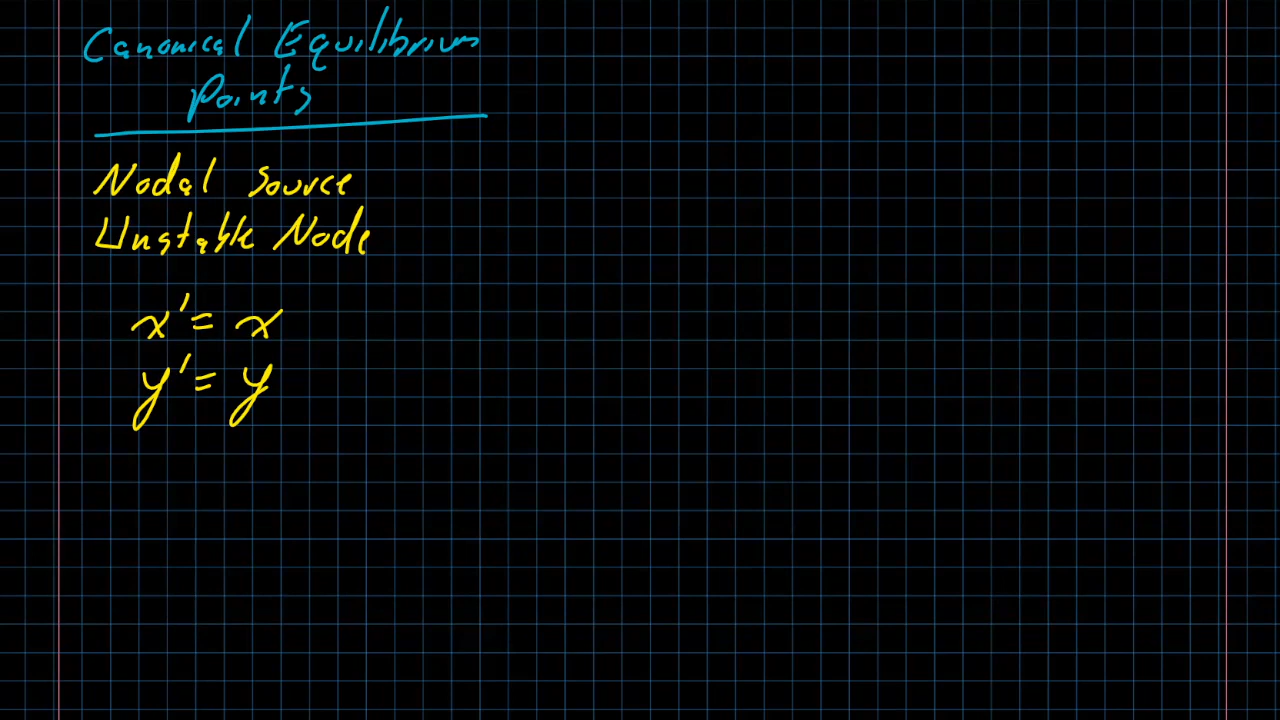 Canonical Equilibrium
Points
Nodal Source
Unstable Node
x' = x
y' = y